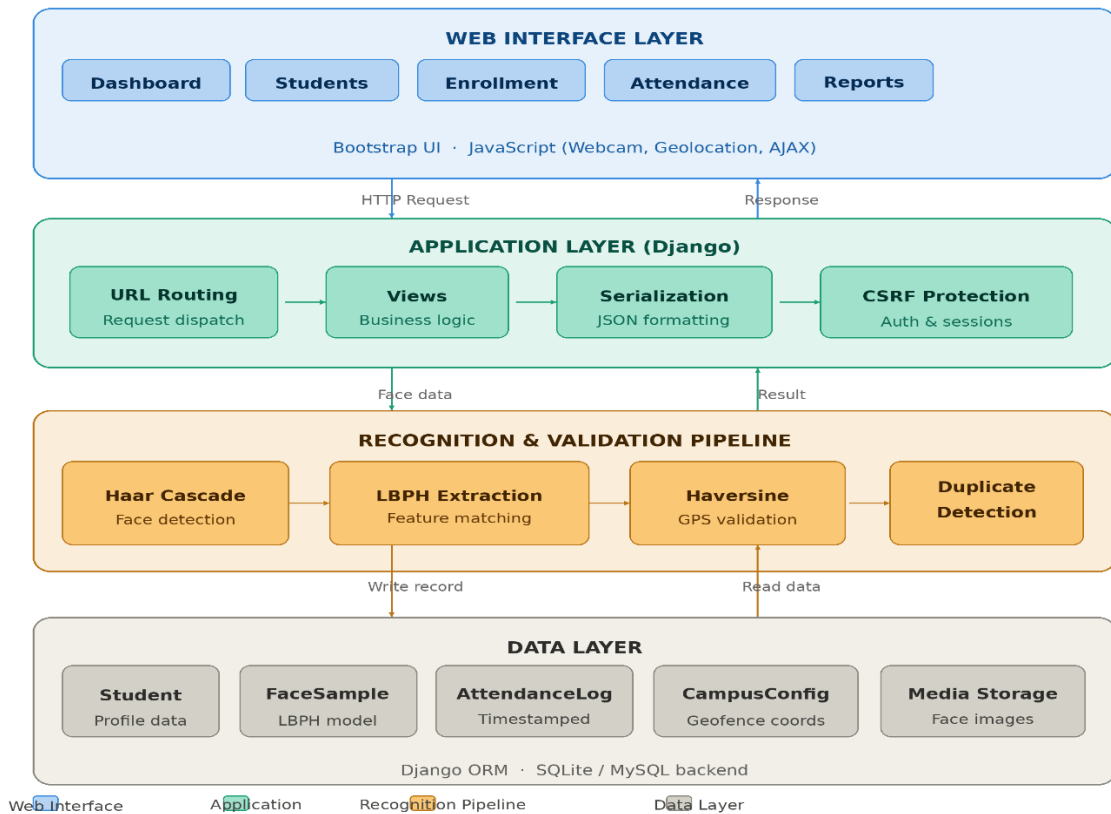 WEB INTERFACE LAYER
Dashboard
Students
Enrollment
Attendance
Reports
Bootstrap UI · JavaScript (Webcam, Geolocation, AJAX)
HTTP Request
Response
APPLICATION LAYER (Django)
URL Routing
Request dispatch
Views
Business logic
Serialization
JSON formatting
CSRF Protection
Auth & sessions
Face data
Result
RECOGNITION & VALIDATION PIPELINE
Haar Cascade
Face detection
LBPH Extraction
Feature matching
Haversine
GPS validation
Duplicate
Detection
Write record
Read data
DATA LAYER
Student
Profile data
FaceSample
LBPH model
AttendanceLog
Timestamped
CampusConfig
Geofence coords
Media Storage
Face images
Django ORM · SQLite / MySQL backend
Web Interface
Application
Recognition Pipeline
Data Layer